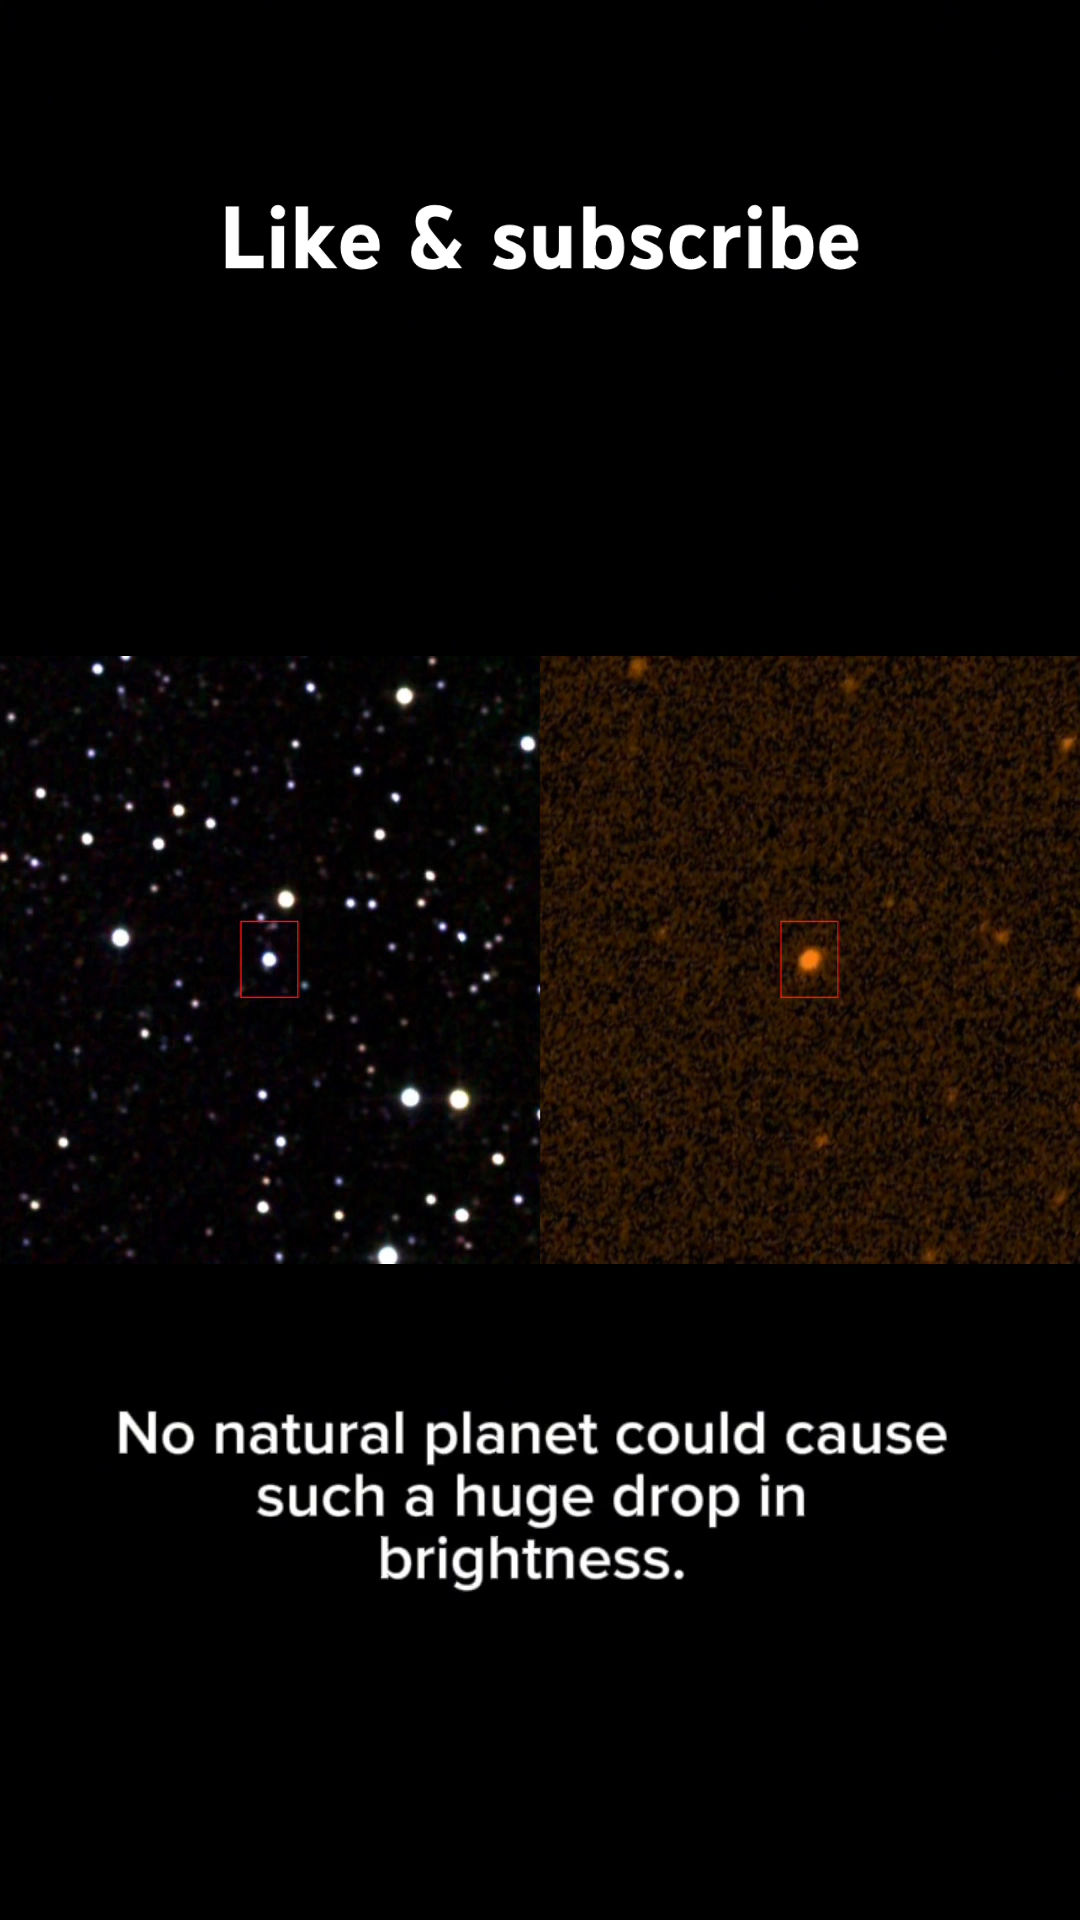 Like & subscribe
No natural planet could cause
such a huge drop in
brightness.